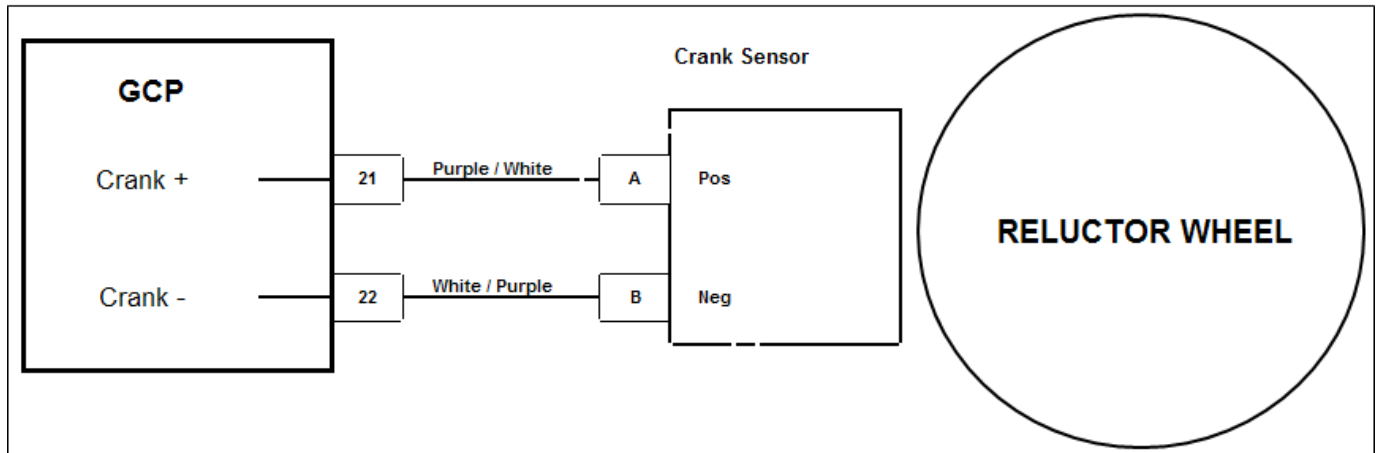 Crank Sensor
GCP
Crank +
21
Purple / White
A
Pos
RELUCTOR WHEEL
Crank -
22
White / Purple
B
Neg